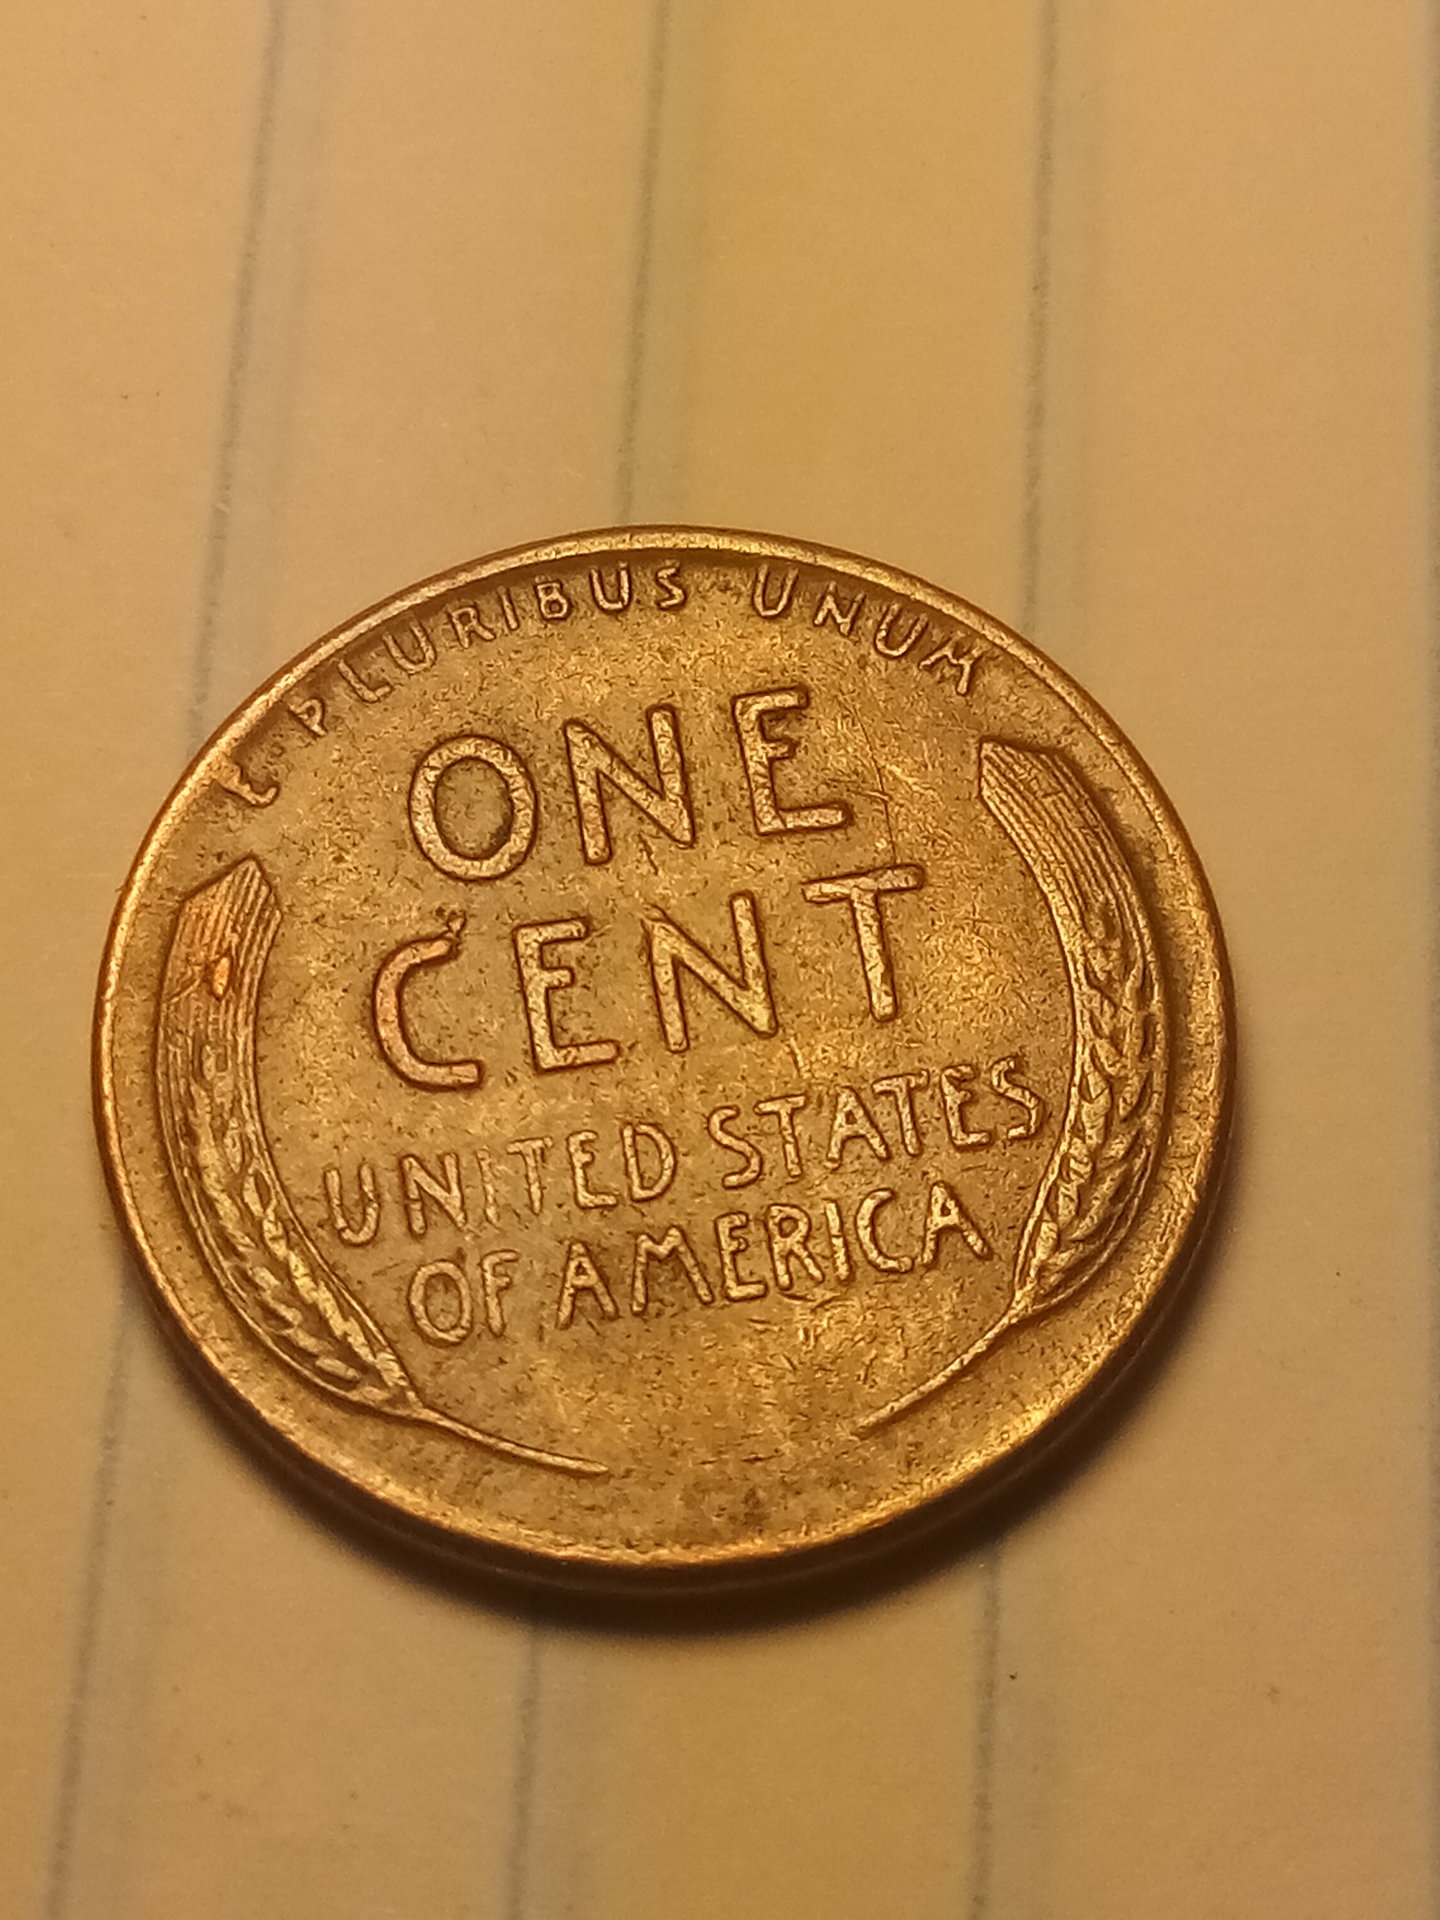 E·PLURIBUS·UNUM
ONE
CENT
UNITED STATES
OF AMERICA